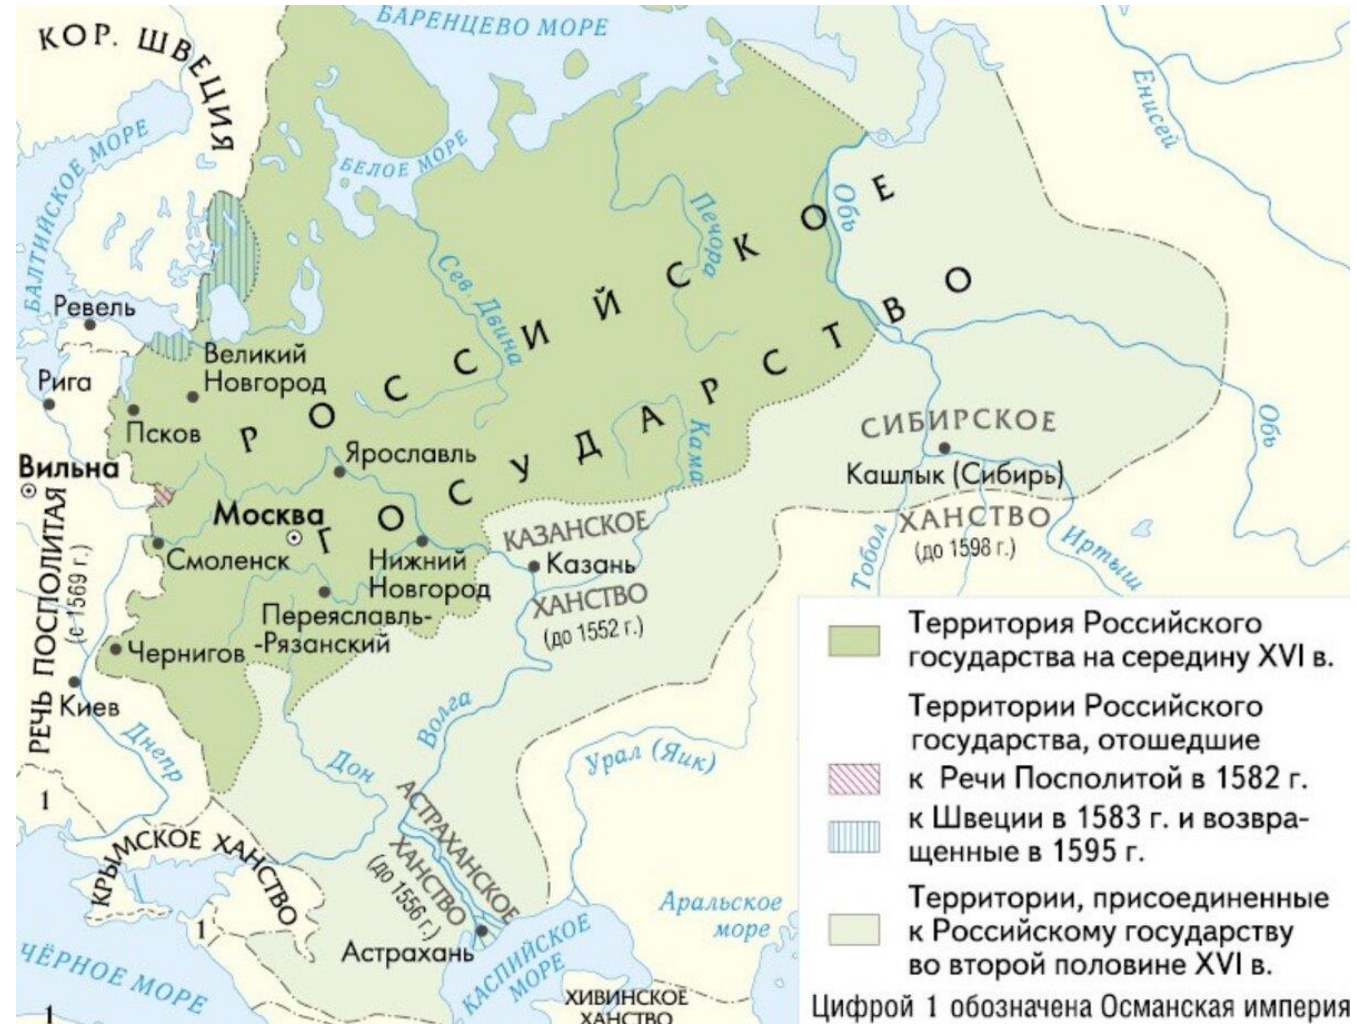 БАРЕНЦЕВО МОРЕ
КОР. ШВЕЦИЯ
Енисей
БАЛТИЙСКОЕ МОРЕ
БЕЛОЕ МОРЕ
Печора
Обь
РОССИЙСКОЕ
Сев. Двина
ГОСУДАРСТВО
Ревель
Великий
Новгород
Рига
Псков
Кама
Обь
СИБИРСКОЕ
Ярославль
Кашлык (Сибирь)
Вильна
Москва
ХАНСТВО
(до 1598 г.)
КАЗАНСКОЕ
Казань
ХАНСТВО
(до 1552 г.)
Тобол
Иртыш
Смоленск
Нижний
Новгород
Переяславль-
-Рязанский
РЕЧЬ ПОСПОЛИТАЯ
(с 1569 г.)
Чернигов
Киев
Днепр
Дон
Волга
Урал (Яик)
1
КРЫМСКОЕ ХАНСТВО
АСТРАХАНСКОЕ
ХАНСТВО
(до 1556 г.)
1
Астрахань
Аральское
море
КАСПИЙСКОЕ
МОРЕ
ЧЁРНОЕ МОРЕ
1
ХИВИНСКОЕ
ХАНСТВО
Территория Российского
государства на середину XVI в.
Территории Российского
государства, отошедшие
к Речи Посполитой в 1582 г.
к Швеции в 1583 г. и возвра-
щенные в 1595 г.
Территории, присоединенные
к Российскому государству
во второй половине XVI в.
Цифрой 1 обозначена Османская империя